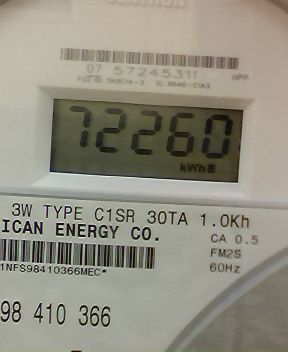 07 57245311 HPP
72260
kWh
3W TYPE C1SR 30TA 1.0Kh
ICAN ENERGY CO.
CA 0.5
FM2S
60Hz
1NFS98410366MEC*
98 410 366